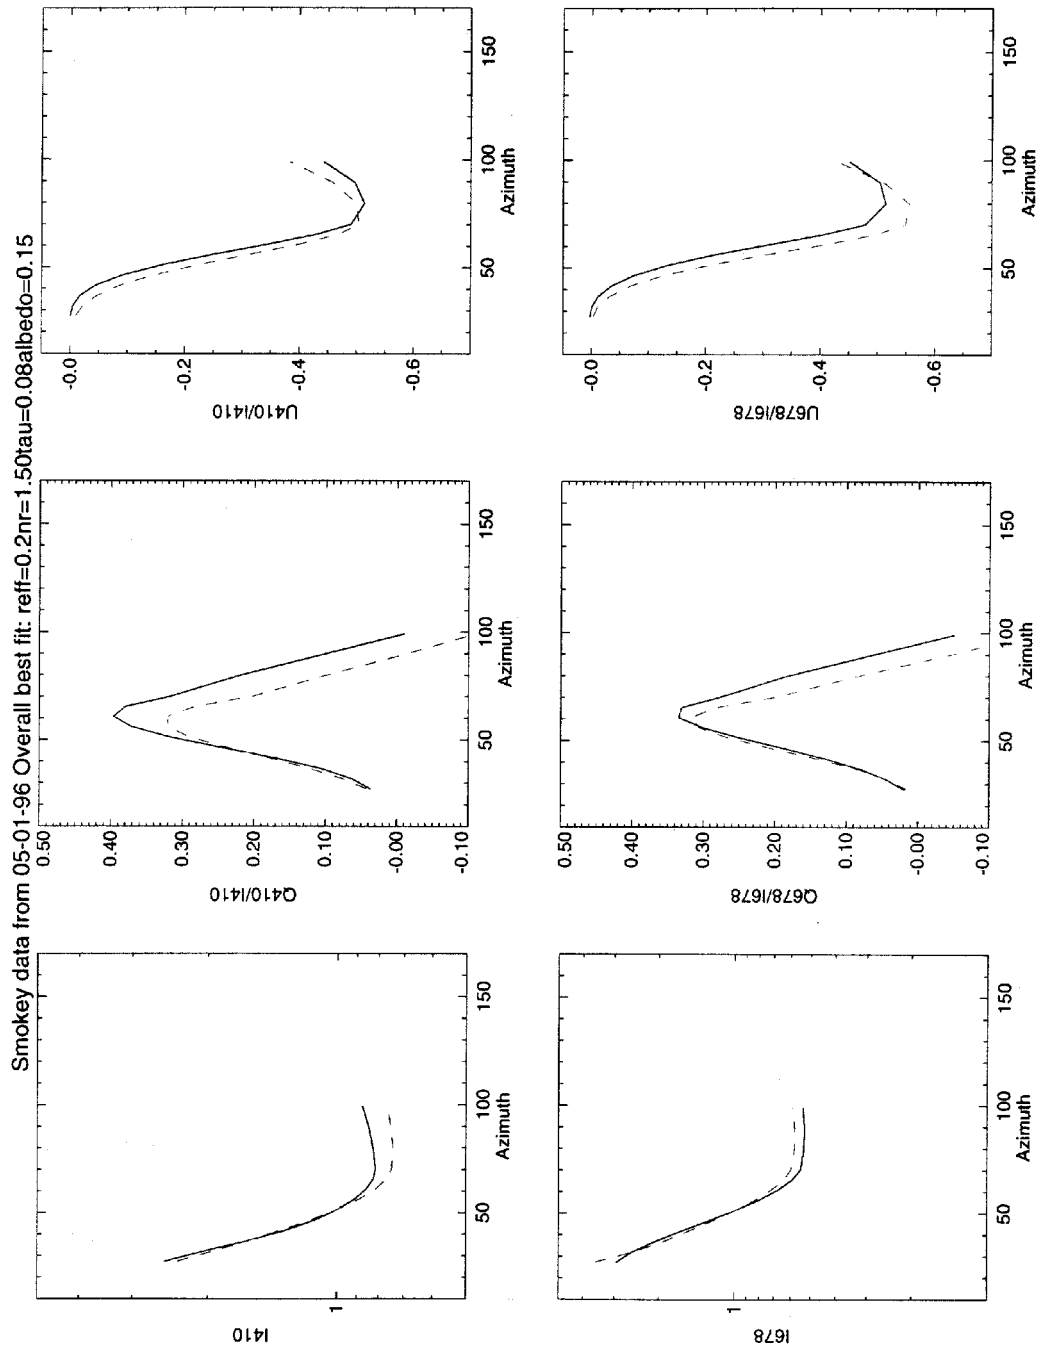 Smokey data from 05-01-96 Overall best fit: reff=0.2nr=1.50tau=0.08albedo=0.15
I410
1
50 100 150
Azimuth
Q410/I410
0.50
0.40
0.30
0.20
0.10
-0.00
-0.10
50 100 150
Azimuth
U410/I410
-0.0
-0.2
-0.4
-0.6
50 100 150
Azimuth
I678
1
50 100 150
Azimuth
Q678/I678
0.50
0.40
0.30
0.20
0.10
-0.00
-0.10
50 100 150
Azimuth
U678/I678
-0.0
-0.2
-0.4
-0.6
50 100 150
Azimuth